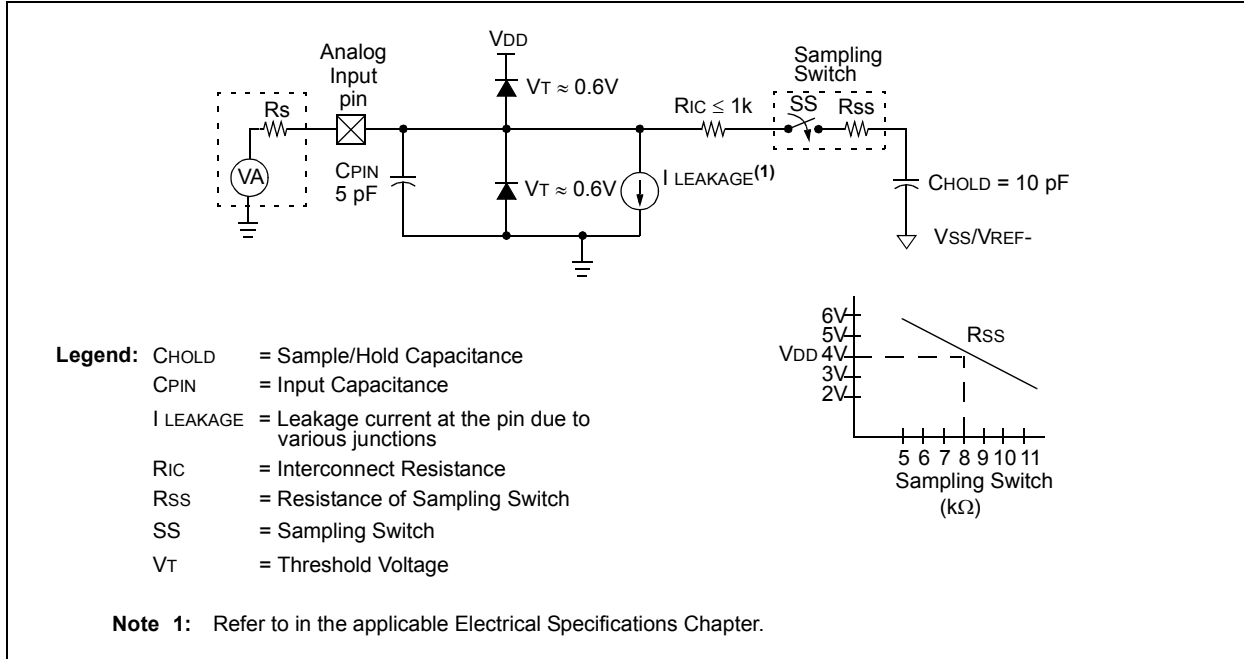 VDD
Analog
Input
pin
VT ≈ 0.6V
Sampling
Switch
Rs
RIC ≤ 1k
SS
Rss
VA
CPIN
5 pF
VT ≈ 0.6V
I LEAKAGE(1)
CHOLD = 10 pF
VSS/VREF-
6V
5V
VDD 4V
3V
2V
RSS
5 6 7 8 9 10 11
Sampling Switch
(kΩ)
Legend: CHOLD = Sample/Hold Capacitance
CPIN = Input Capacitance
I LEAKAGE = Leakage current at the pin due to
various junctions
RIC = Interconnect Resistance
RSS = Resistance of Sampling Switch
SS = Sampling Switch
VT = Threshold Voltage
Note 1: Refer to in the applicable Electrical Specifications Chapter.